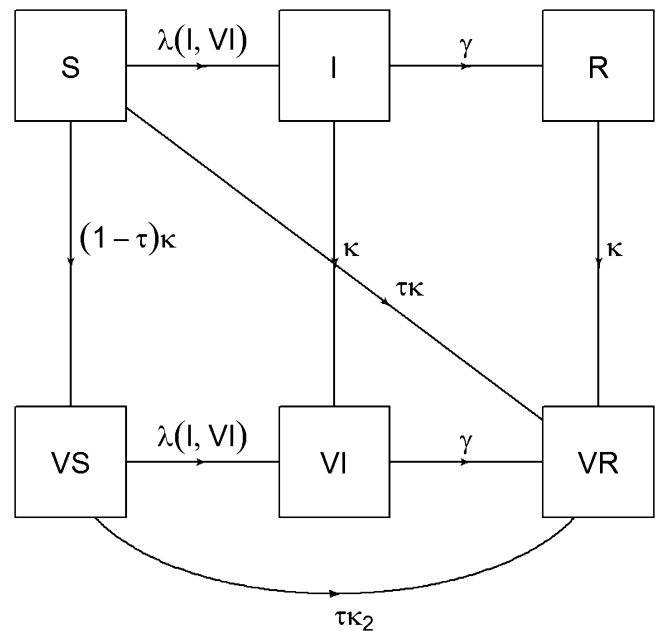 λ(I, VI)
γ
S
I
R
(1 − τ)κ
κ
κ
τκ
λ(I, VI)
γ
VS
VI
VR
τκ₂